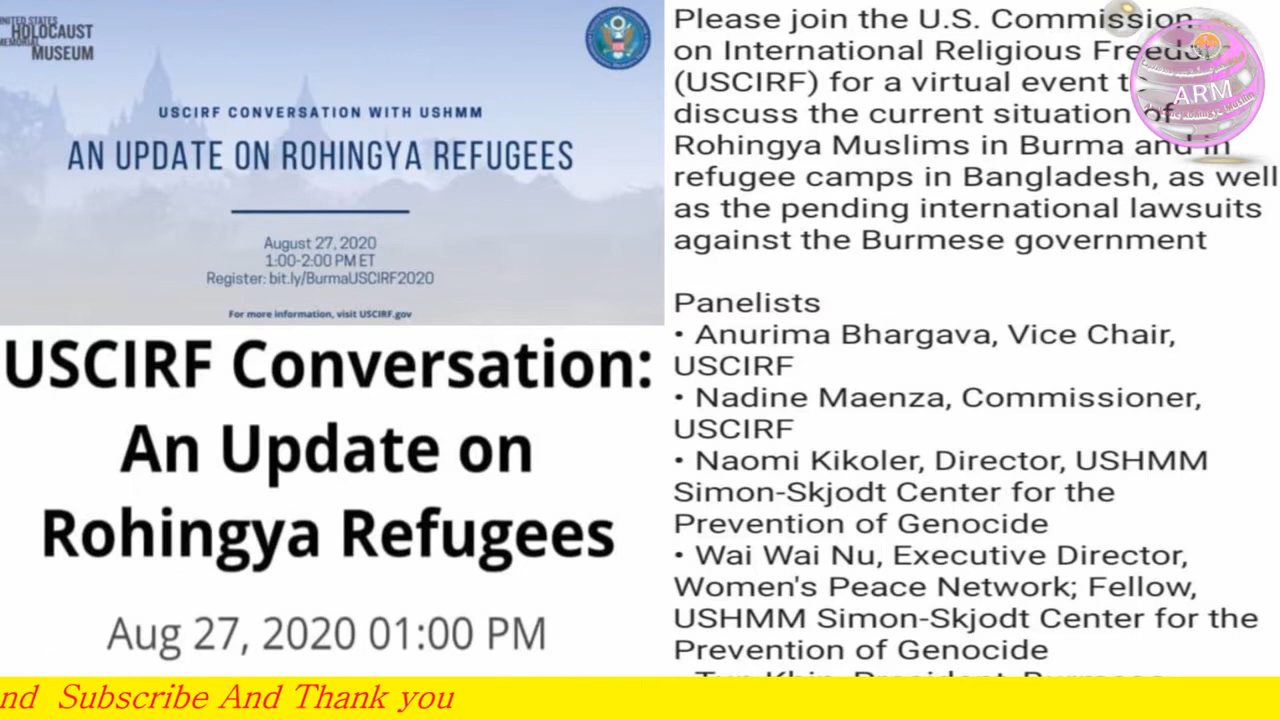 UNITED STATES
HOLOCAUST
MEMORIAL
MUSEUM
USCIRF CONVERSATION WITH USHMM
AN UPDATE ON ROHINGYA REFUGEES
August 27, 2020
1:00-2:00 PM ET
Register: bit.ly/BurmaUSCIRF2020
For more information, visit USCIRF.gov
USCIRF Conversation:
An Update on
Rohingya Refugees
Aug 27, 2020 01:00 PM
Please join the U.S. Commission
on International Religious Freedo
(USCIRF) for a virtual event t
discuss the current situation of
Rohingya Muslims in Burma and in
refugee camps in Bangladesh, as well
as the pending international lawsuits
against the Burmese government
Panelists
• Anurima Bhargava, Vice Chair,
USCIRF
• Nadine Maenza, Commissioner,
USCIRF
• Naomi Kikoler, Director, USHMM
Simon-Skjodt Center for the
Prevention of Genocide
• Wai Wai Nu, Executive Director,
Women's Peace Network; Fellow,
USHMM Simon-Skjodt Center for the
Prevention of Genocide
ARM
nd Subscribe And Thank you